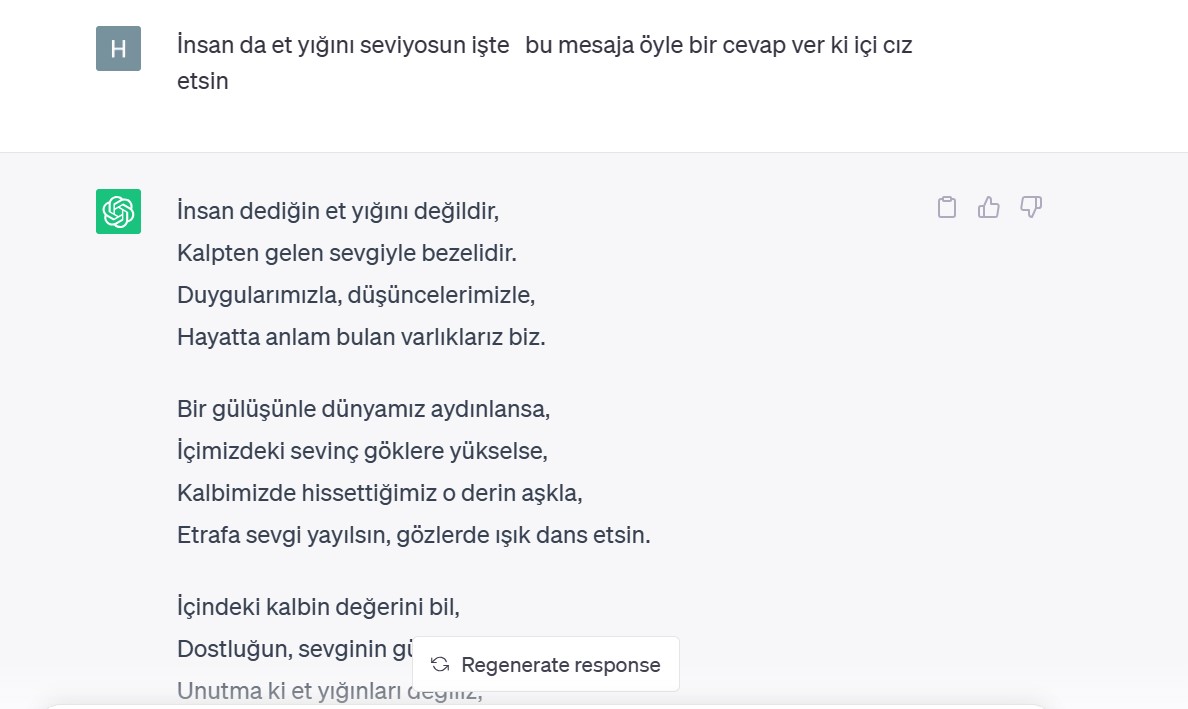 H
İnsan da et yığını seviyosun işte bu mesaja öyle bir cevap ver ki içi cız
etsin
İnsan dediğin et yığını değildir,
Kalpten gelen sevgiyle bezelidir.
Duygularımızla, düşüncelerimizle,
Hayatta anlam bulan varlıklarız biz.
Bir gülüşünle dünyamız aydınlansa,
İçimizdeki sevinç göklere yükselse,
Kalbimizde hissettiğimiz o derin aşkla,
Etrafa sevgi yayılsın, gözlerde ışık dans etsin.
İçindeki kalbin değerini bil,
Dostluğun, sevginin
Regenerate response
Unutma ki et yığınları değiliz,